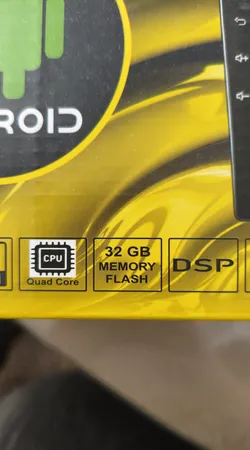 ROID
CPU
Quad Core
32 GB
MEMORY
FLASH
DSP